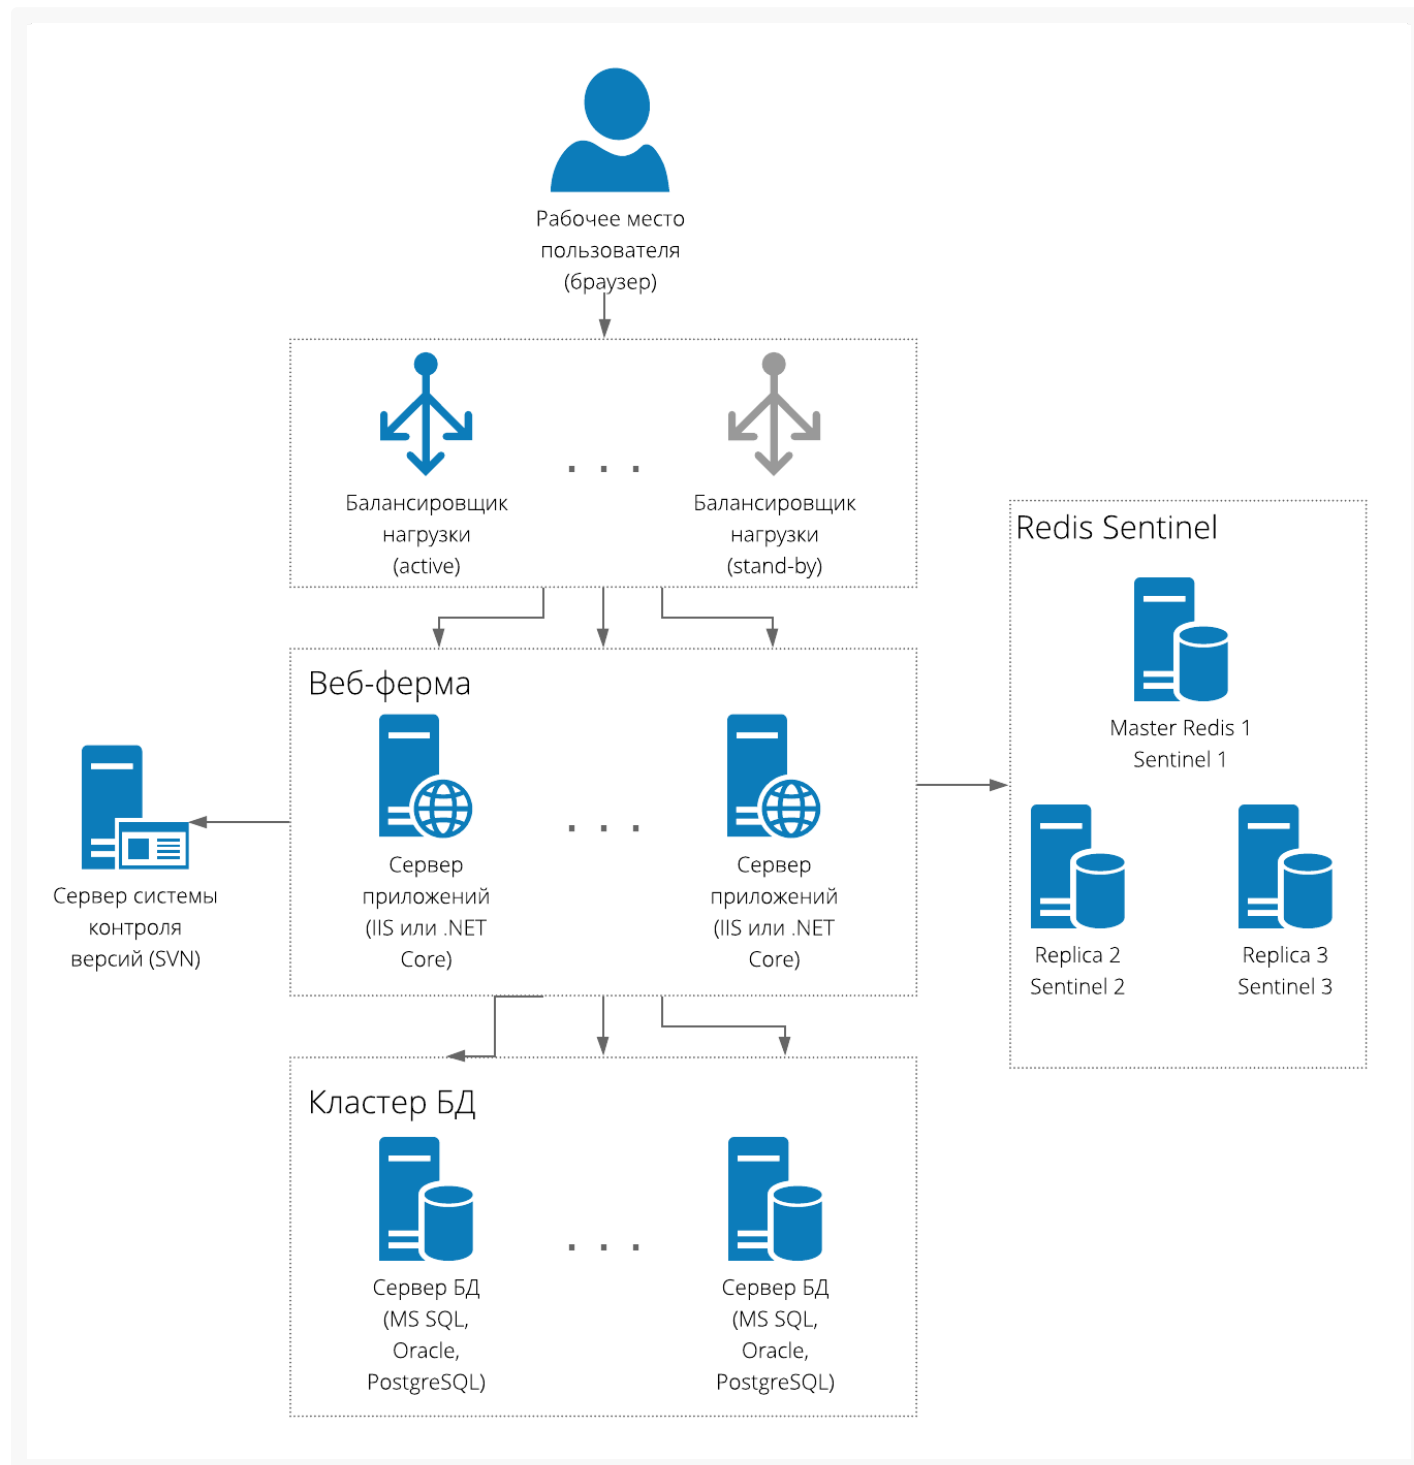 Рабочее место
пользователя
(браузер)
Балансировщик
нагрузки
(active)
. . .
Балансировщик
нагрузки
(stand-by)
Redis Sentinel
Master Redis 1
Sentinel 1
Replica 2
Sentinel 2
Replica 3
Sentinel 3
Веб-ферма
Сервер
приложений
(IIS или .NET
Core)
. . .
Сервер
приложений
(IIS или .NET
Core)
Сервер системы
контроля
версий (SVN)
Кластер БД
Сервер БД
(MS SQL,
Oracle,
PostgreSQL)
. . .
Сервер БД
(MS SQL,
Oracle,
PostgreSQL)